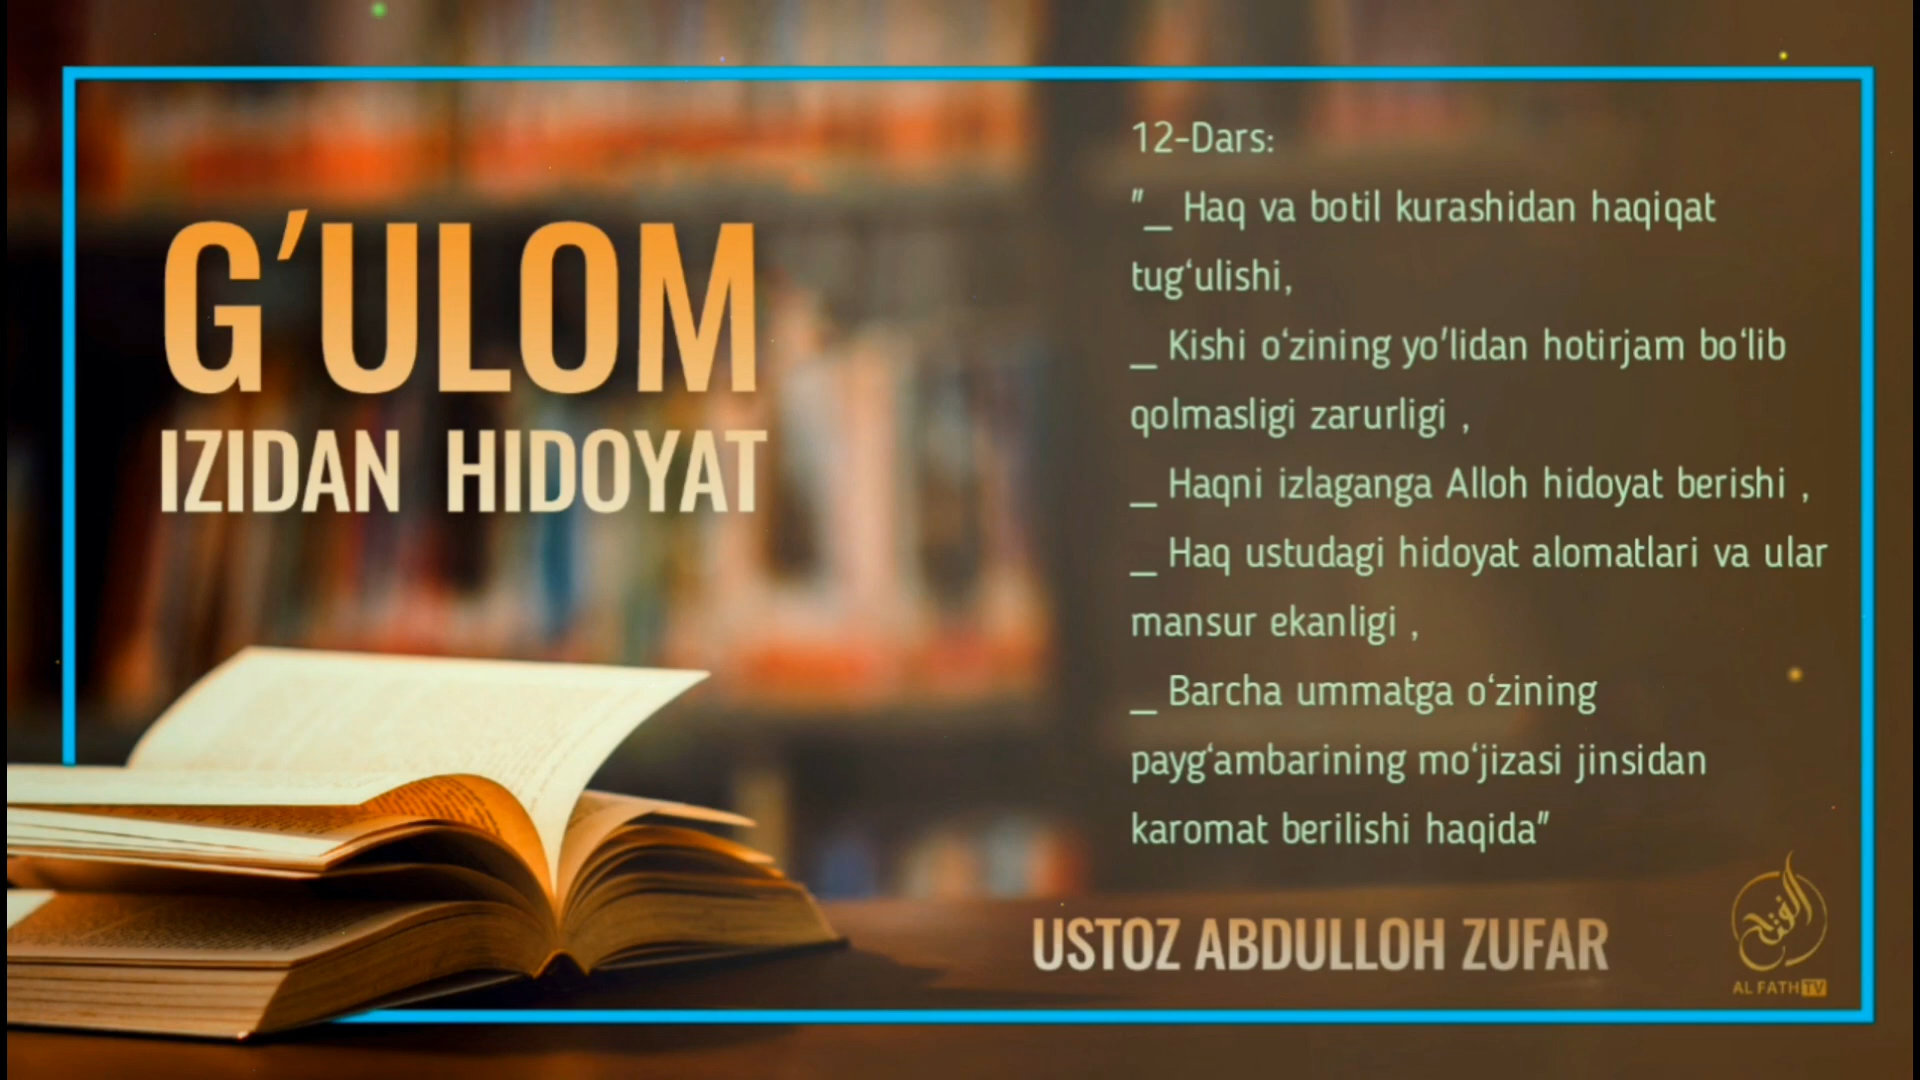 G'ULOM
IZIDAN HIDOYAT
12-Dars:
"_ Haq va botil kurashidan haqiqat
tug‘ulishi,
_ Kishi o‘zining yo'lidan hotirjam bo‘lib
qolmasligi zarurligi ,
_ Haqni izlaganga Alloh hidoyat berishi ,
_ Haq ustudagi hidoyat alomatlari va ular
mansur ekanligi ,
_ Barcha ummatga o‘zining
payg‘ambarining mo‘jizasi jinsidan
karomat berilishi haqida"
USTOZ ABDULLOH ZUFAR
الفتح
AL FATH TV